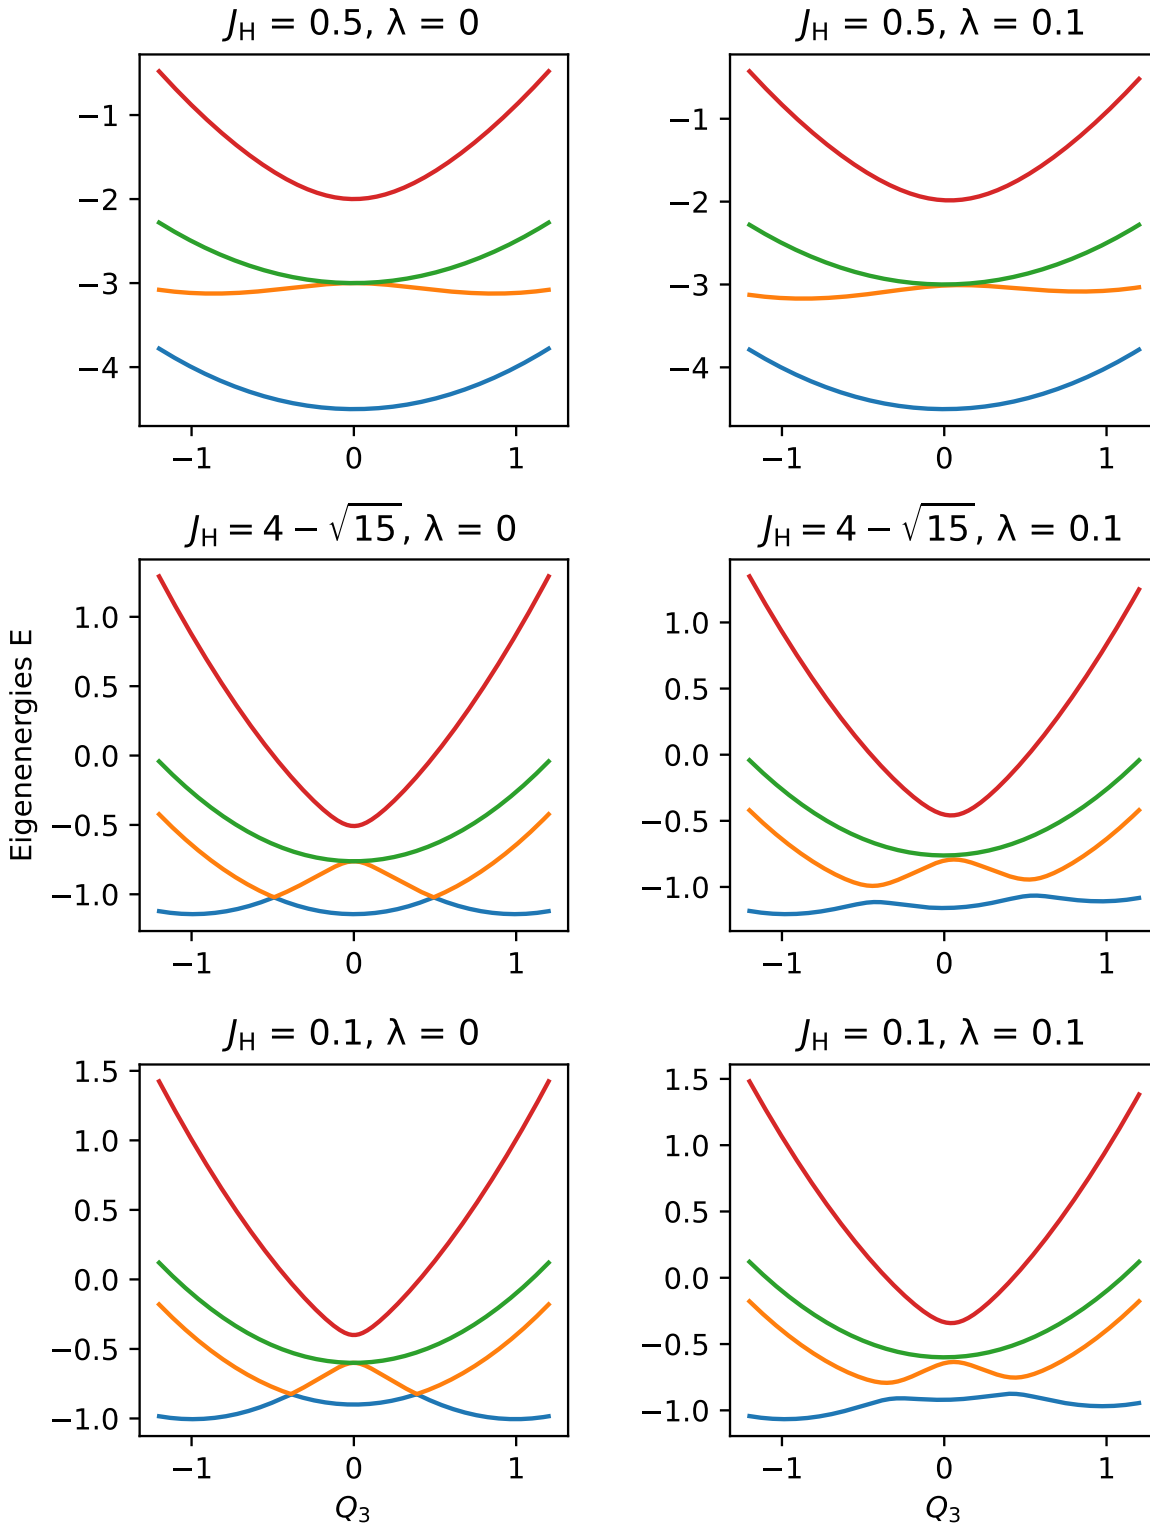 J_H = 0.5, λ = 0
J_H = 0.5, λ = 0.1
−1
−2
−3
−4
−1 0 1
−1
−2
−3
−4
−1 0 1
J_H = 4 − √15, λ = 0
J_H = 4 − √15, λ = 0.1
Eigenenergies E
1.0
0.5
0.0
−0.5
−1.0
−1 0 1
1.0
0.5
0.0
−0.5
−1.0
−1 0 1
J_H = 0.1, λ = 0
J_H = 0.1, λ = 0.1
1.5
1.0
0.5
0.0
−0.5
−1.0
−1 0 1
Q_3
1.5
1.0
0.5
0.0
−0.5
−1.0
−1 0 1
Q_3